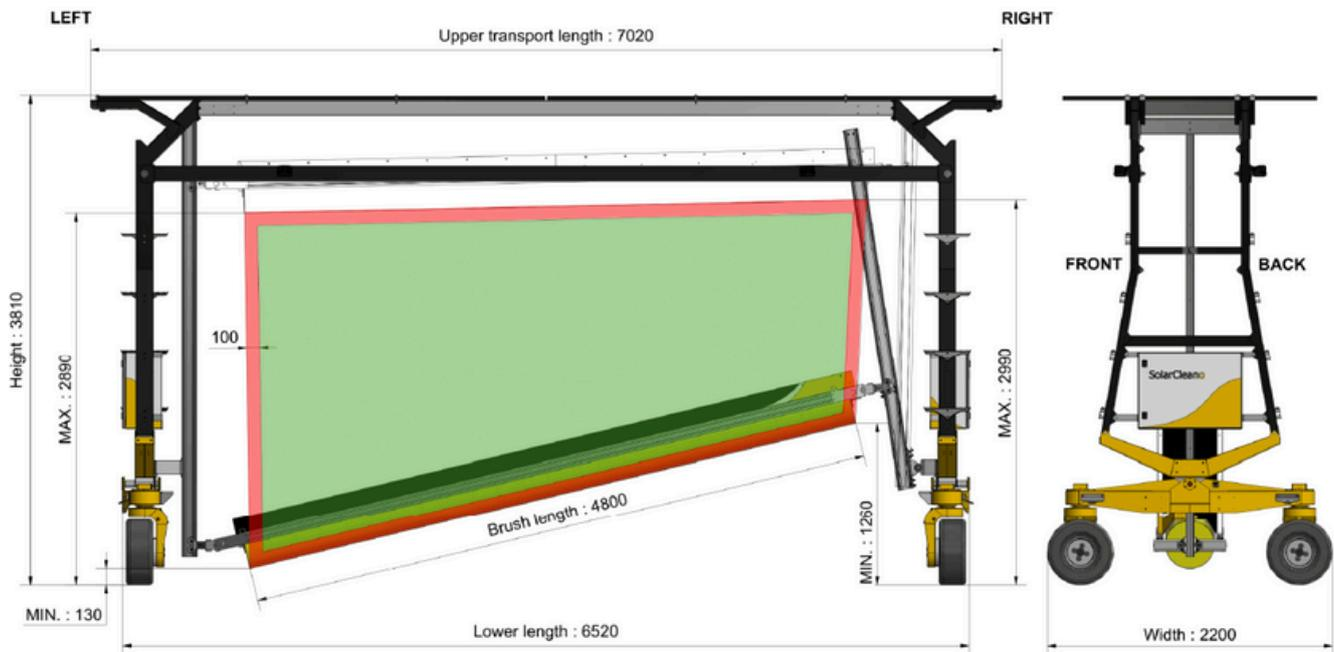 LEFT
RIGHT
Upper transport length : 7020
FRONT
BACK
100
Height : 3810
MAX. : 2890
MAX. : 2990
SolarCleano
Brush length : 4800
MIN. : 1260
MIN. : 130
Lower length : 6520
Width : 2200